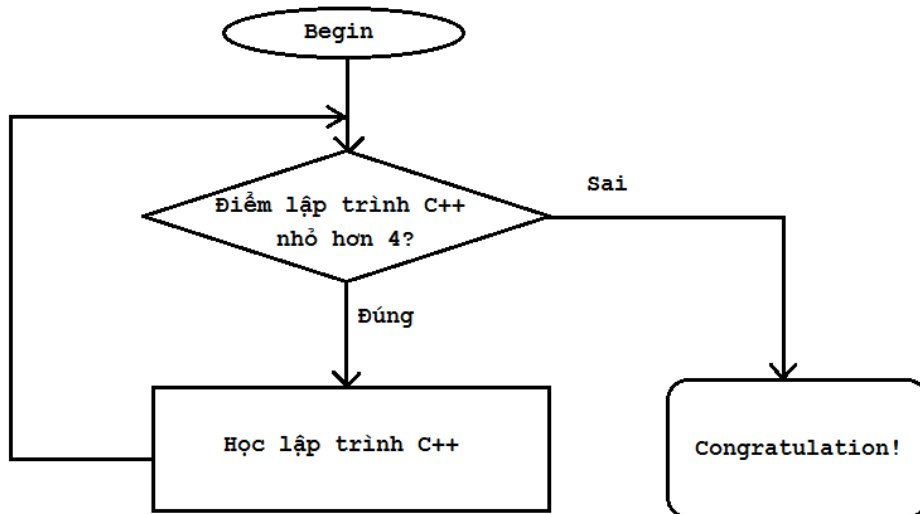 Begin
Điểm lập trình C++
nhỏ hơn 4?
Sai
Đúng
Học lập trình C++
Congratulation!